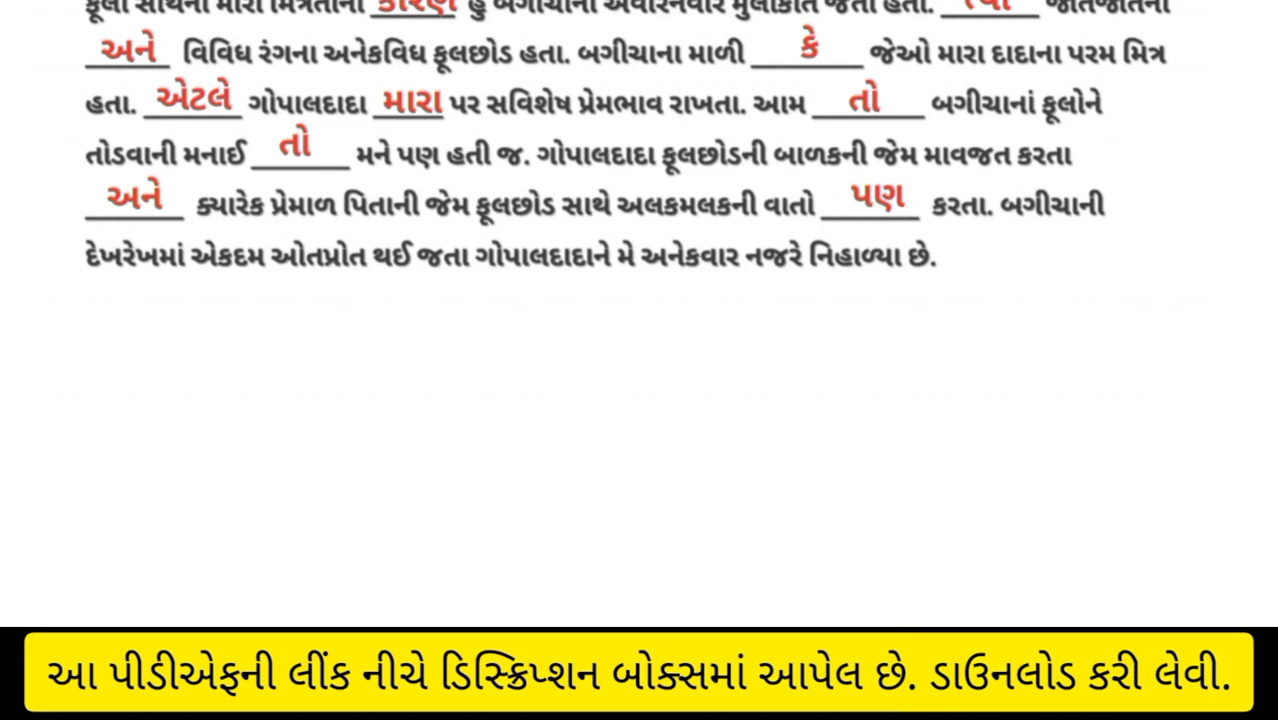 ફૂલો સાથેની મારી મિત્રતાના કારણે હું બગીચાની અવારનવાર મુલાકાતે જતો હતો. ત્યાં જાતજાતના
અને વિવિધ રંગના અનેકવિધ ફૂલછોડ હતા. બગીચાના માળી કે જેઓ મારા દાદાના પરમ મિત્ર
હતા. એટલે ગોપાલદાદા મારા પર સવિશેષ પ્રેમભાવ રાખતા. આમ તો બગીચાનાં ફૂલોને
તોડવાની મનાઈ તો મને પણ હતી જ. ગોપાલદાદા ફૂલછોડની બાળકની જેમ માવજત કરતા
અને ક્યારેક પ્રેમાળ પિતાની જેમ ફૂલછોડ સાથે અલકમલકની વાતો પણ કરતા. બગીચાની
દેખરેખમાં એકદમ ઓતપ્રોત થઈ જતા ગોપાલદાદાને મે અનેકવાર નજરે નિહાળ્યા છે.
આ પીડીએફની લીંક નીચે ડિસ્ક્રિપ્શન બોક્સમાં આપેલ છે. ડાઉનલોડ કરી લેવી.